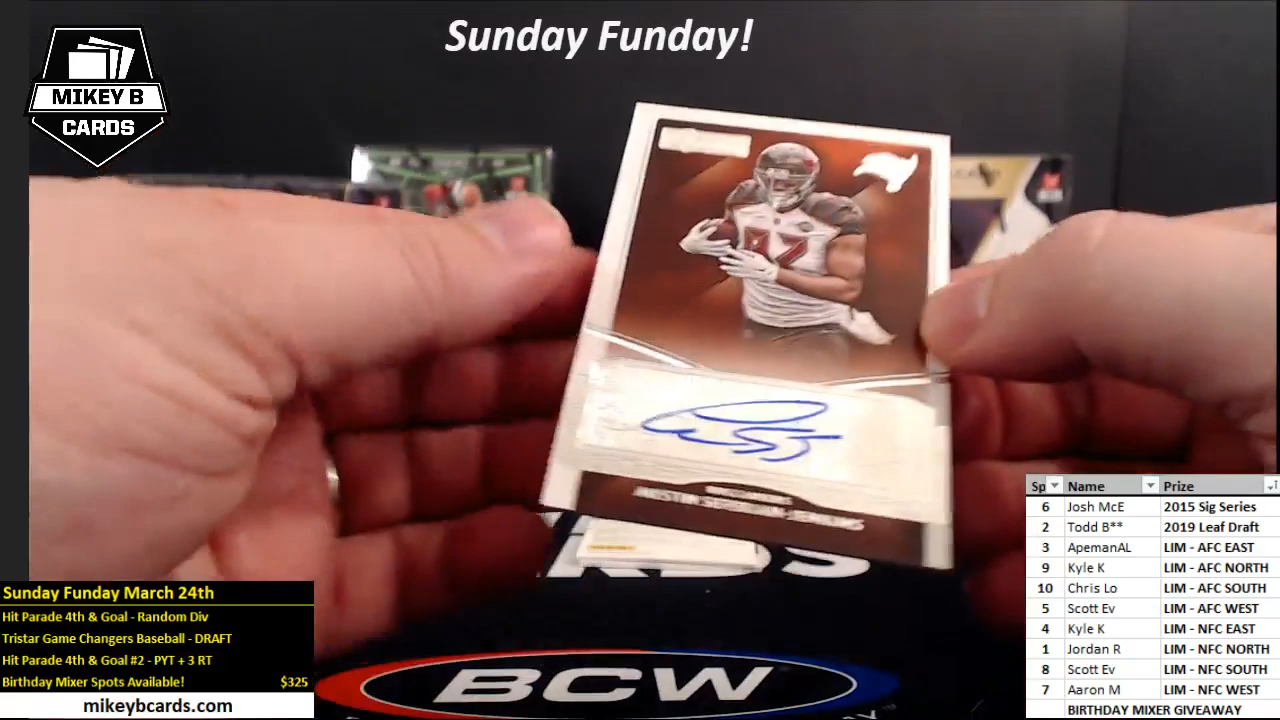 Sunday Funday!
MIKEY B
CARDS
87
AUSTIN SEFERIAN-JENKINS
Sp Name Prize
6 Josh McE 2015 Sig Series
2 Todd B** 2019 Leaf Draft
3 ApemanAL LIM - AFC EAST
9 Kyle K LIM - AFC NORTH
10 Chris Lo LIM - AFC SOUTH
5 Scott Ev LIM - AFC WEST
4 Kyle K LIM - NFC EAST
1 Jordan R LIM - NFC NORTH
8 Scott Ev LIM - NFC SOUTH
7 Aaron M LIM - NFC WEST
BIRTHDAY MIXER GIVEAWAY
Sunday Funday March 24th
Hit Parade 4th & Goal - Random Div
Tristar Game Changers Baseball - DRAFT
Hit Parade 4th & Goal #2 - PYT + 3 RT
Birthday Mixer Spots Available! $325
mikeybcards.com
BCW